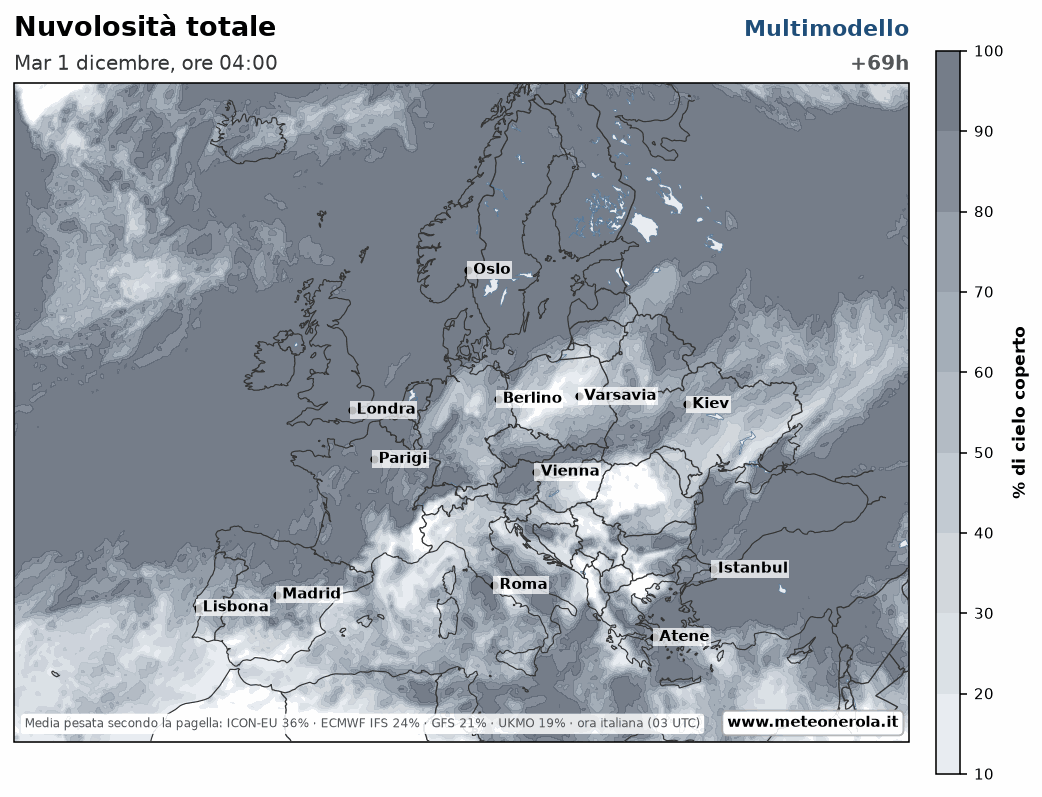 Nuvolosità totale
Multimodello
Mar 1 dicembre, ore 04:00
+69h
100
90
80
70
60
50
40
30
20
10
% di cielo coperto
Oslo
Berlino
Varsavia
Kiev
Londra
Parigi
Vienna
Istanbul
Roma
Madrid
Lisbona
Atene
Media pesata secondo la pagella: ICON-EU 36% · ECMWF IFS 24% · GFS 21% · UKMO 19% · ora italiana (03 UTC)
www.meteonerola.it